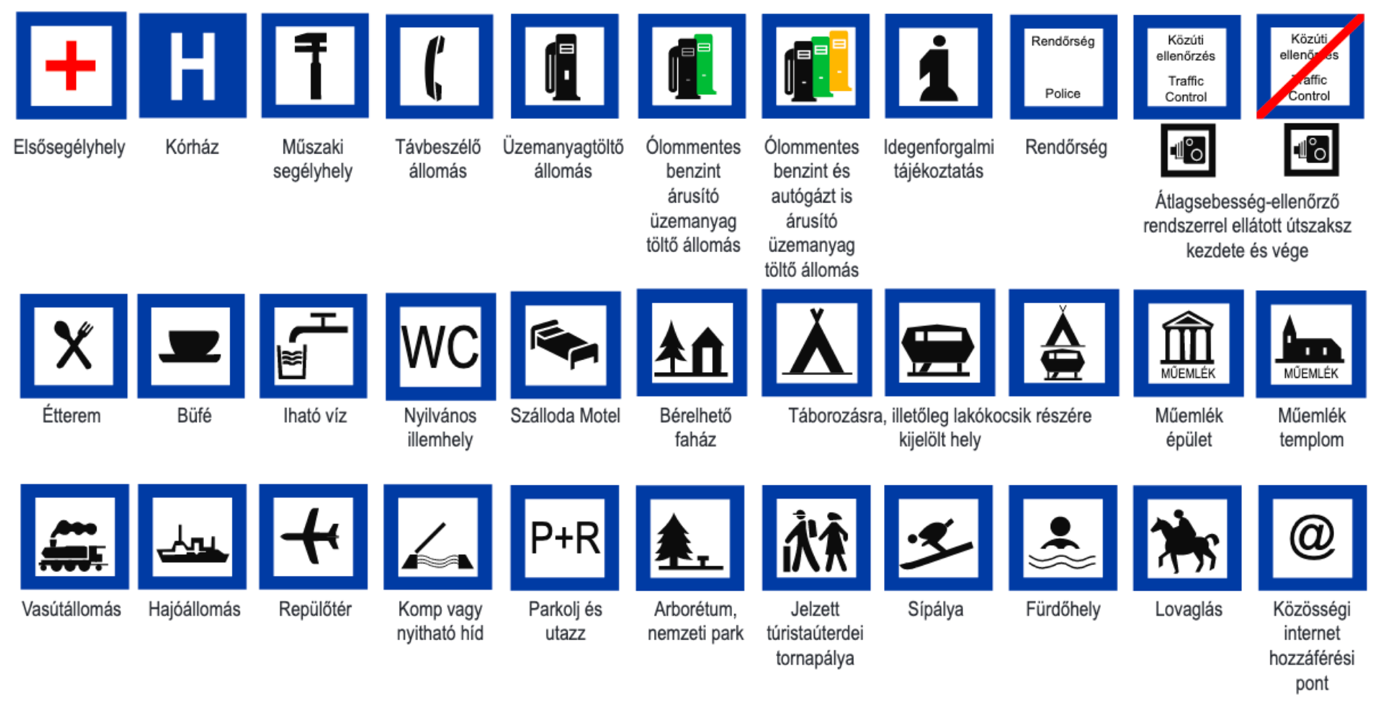 H
Rendőrség
Police
Közúti
ellenőrzés
Traffic
Control
Közúti
ellenőrzés
Traffic
Control
Elsősegélyhely
Kórház
Műszaki
segélyhely
Távbeszélő
állomás
Üzemanyagtöltő
állomás
Ólommentes
benzint
árusító
üzemanyag
töltő állomás
Ólommentes
benzint és
autógázt is
árusító
üzemanyag
töltő állomás
Idegenforgalmi
tájékoztatás
Rendőrség
Átlagsebesség-ellenőrző
rendszerrel ellátott útszaksz
kezdete és vége
WC
MŰEMLÉK
MŰEMLÉK
Étterem
Büfé
Iható víz
Nyilvános
illemhely
Szálloda Motel
Bérelhető
faház
Táborozásra, illetőleg lakókocsik részére
kijelölt hely
Műemlék
épület
Műemlék
templom
P+R
@
Vasútállomás
Hajóállomás
Repülőtér
Komp vagy
nyitható híd
Parkolj és
utazz
Arborétum,
nemzeti park
Jelzett
túristaúterdei
tornapálya
Sípálya
Fürdőhely
Lovaglás
Közösségi
internet
hozzáférési
pont